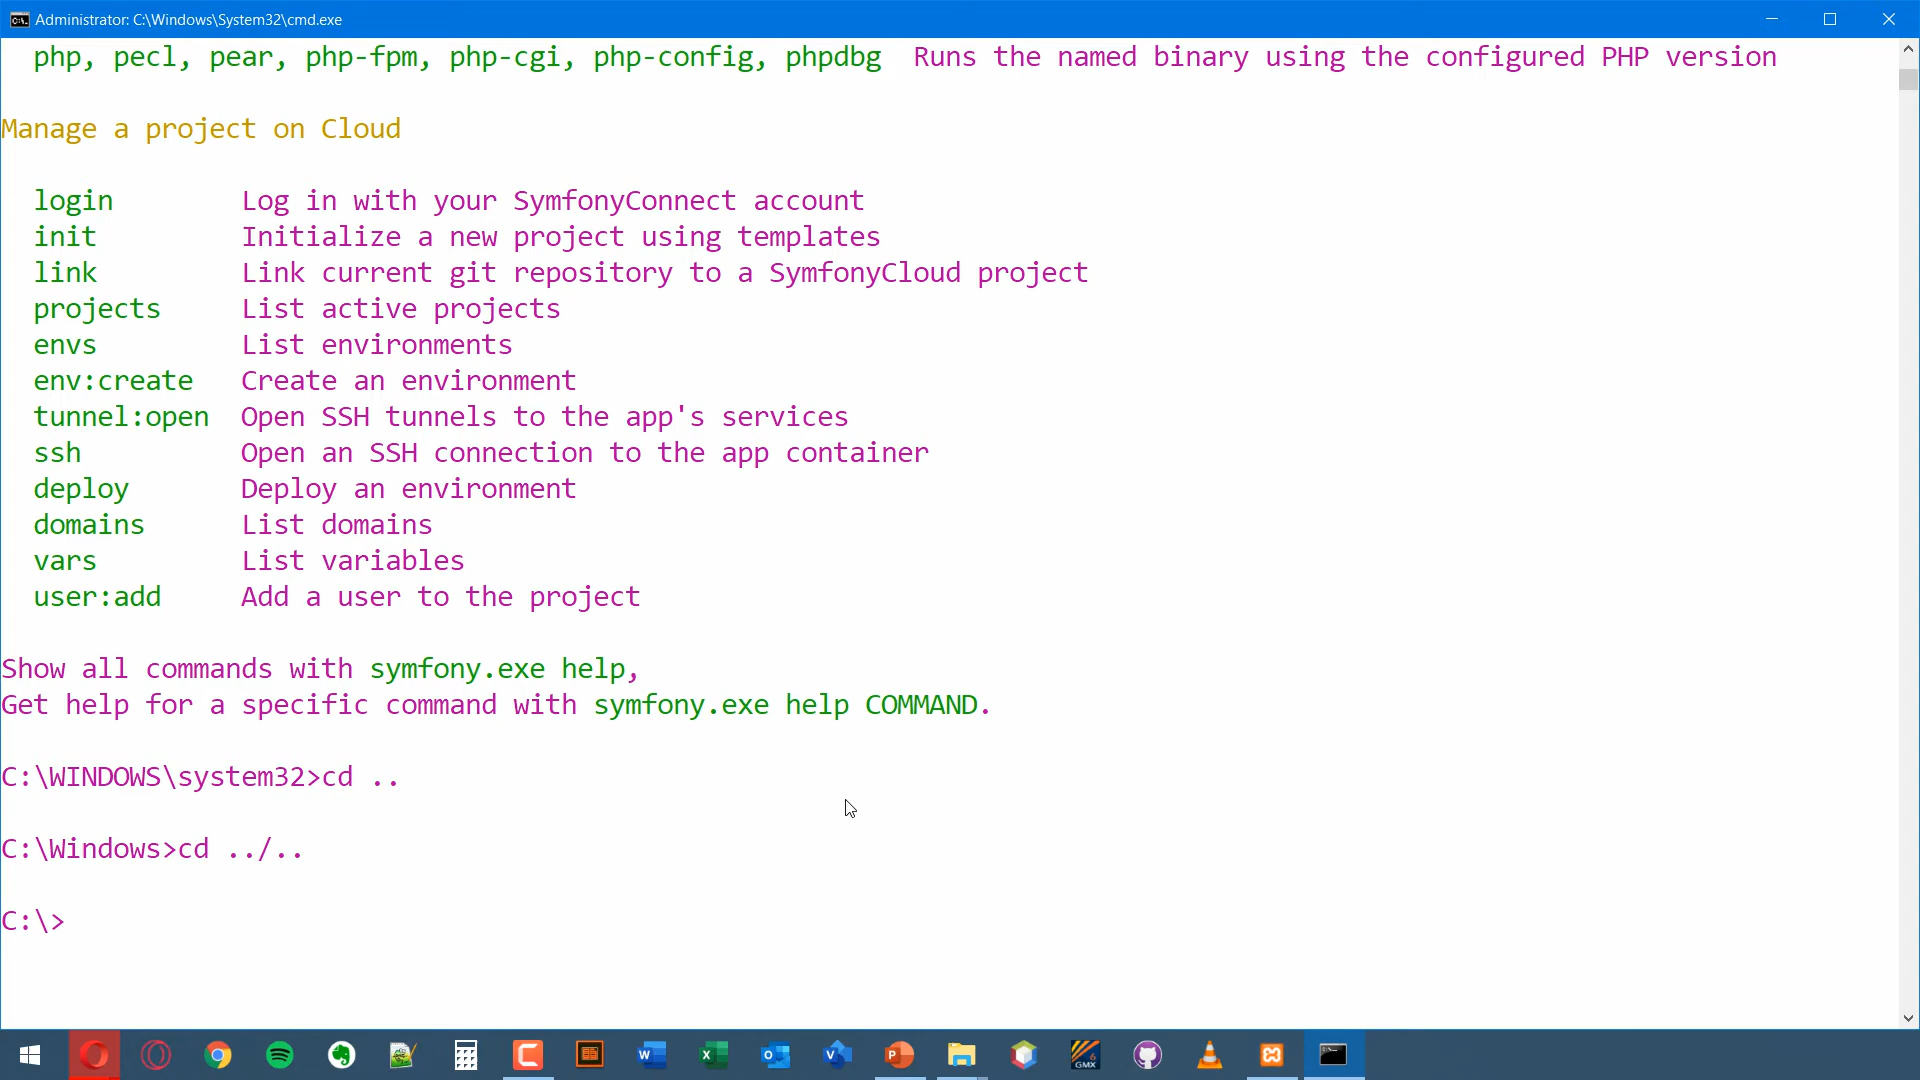 Administrator: C:\Windows\System32\cmd.exe
php, pecl, pear, php-fpm, php-cgi, php-config, phpdbg  Runs the named binary using the configured PHP version
Manage a project on Cloud
login        Log in with your SymfonyConnect account
init         Initialize a new project using templates
link         Link current git repository to a SymfonyCloud project
projects     List active projects
envs         List environments
env:create   Create an environment
tunnel:open  Open SSH tunnels to the app's services
ssh          Open an SSH connection to the app container
deploy       Deploy an environment
domains      List domains
vars         List variables
user:add     Add a user to the project
Show all commands with symfony.exe help,
Get help for a specific command with symfony.exe help COMMAND.
C:\WINDOWS\system32>cd ..
C:\Windows>cd ../..
C:\>